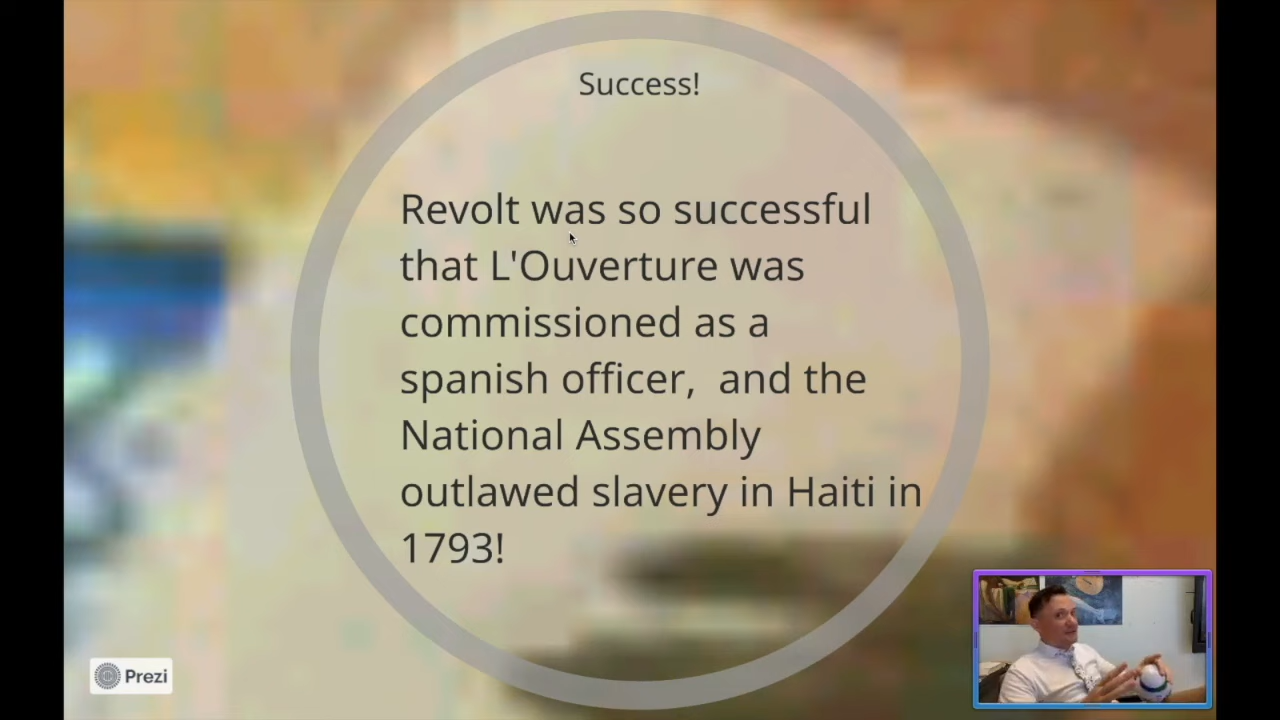 Success!
Revolt was so successful
that L'Ouverture was
commissioned as a
spanish officer,  and the
National Assembly
outlawed slavery in Haiti in
1793!
Prezi